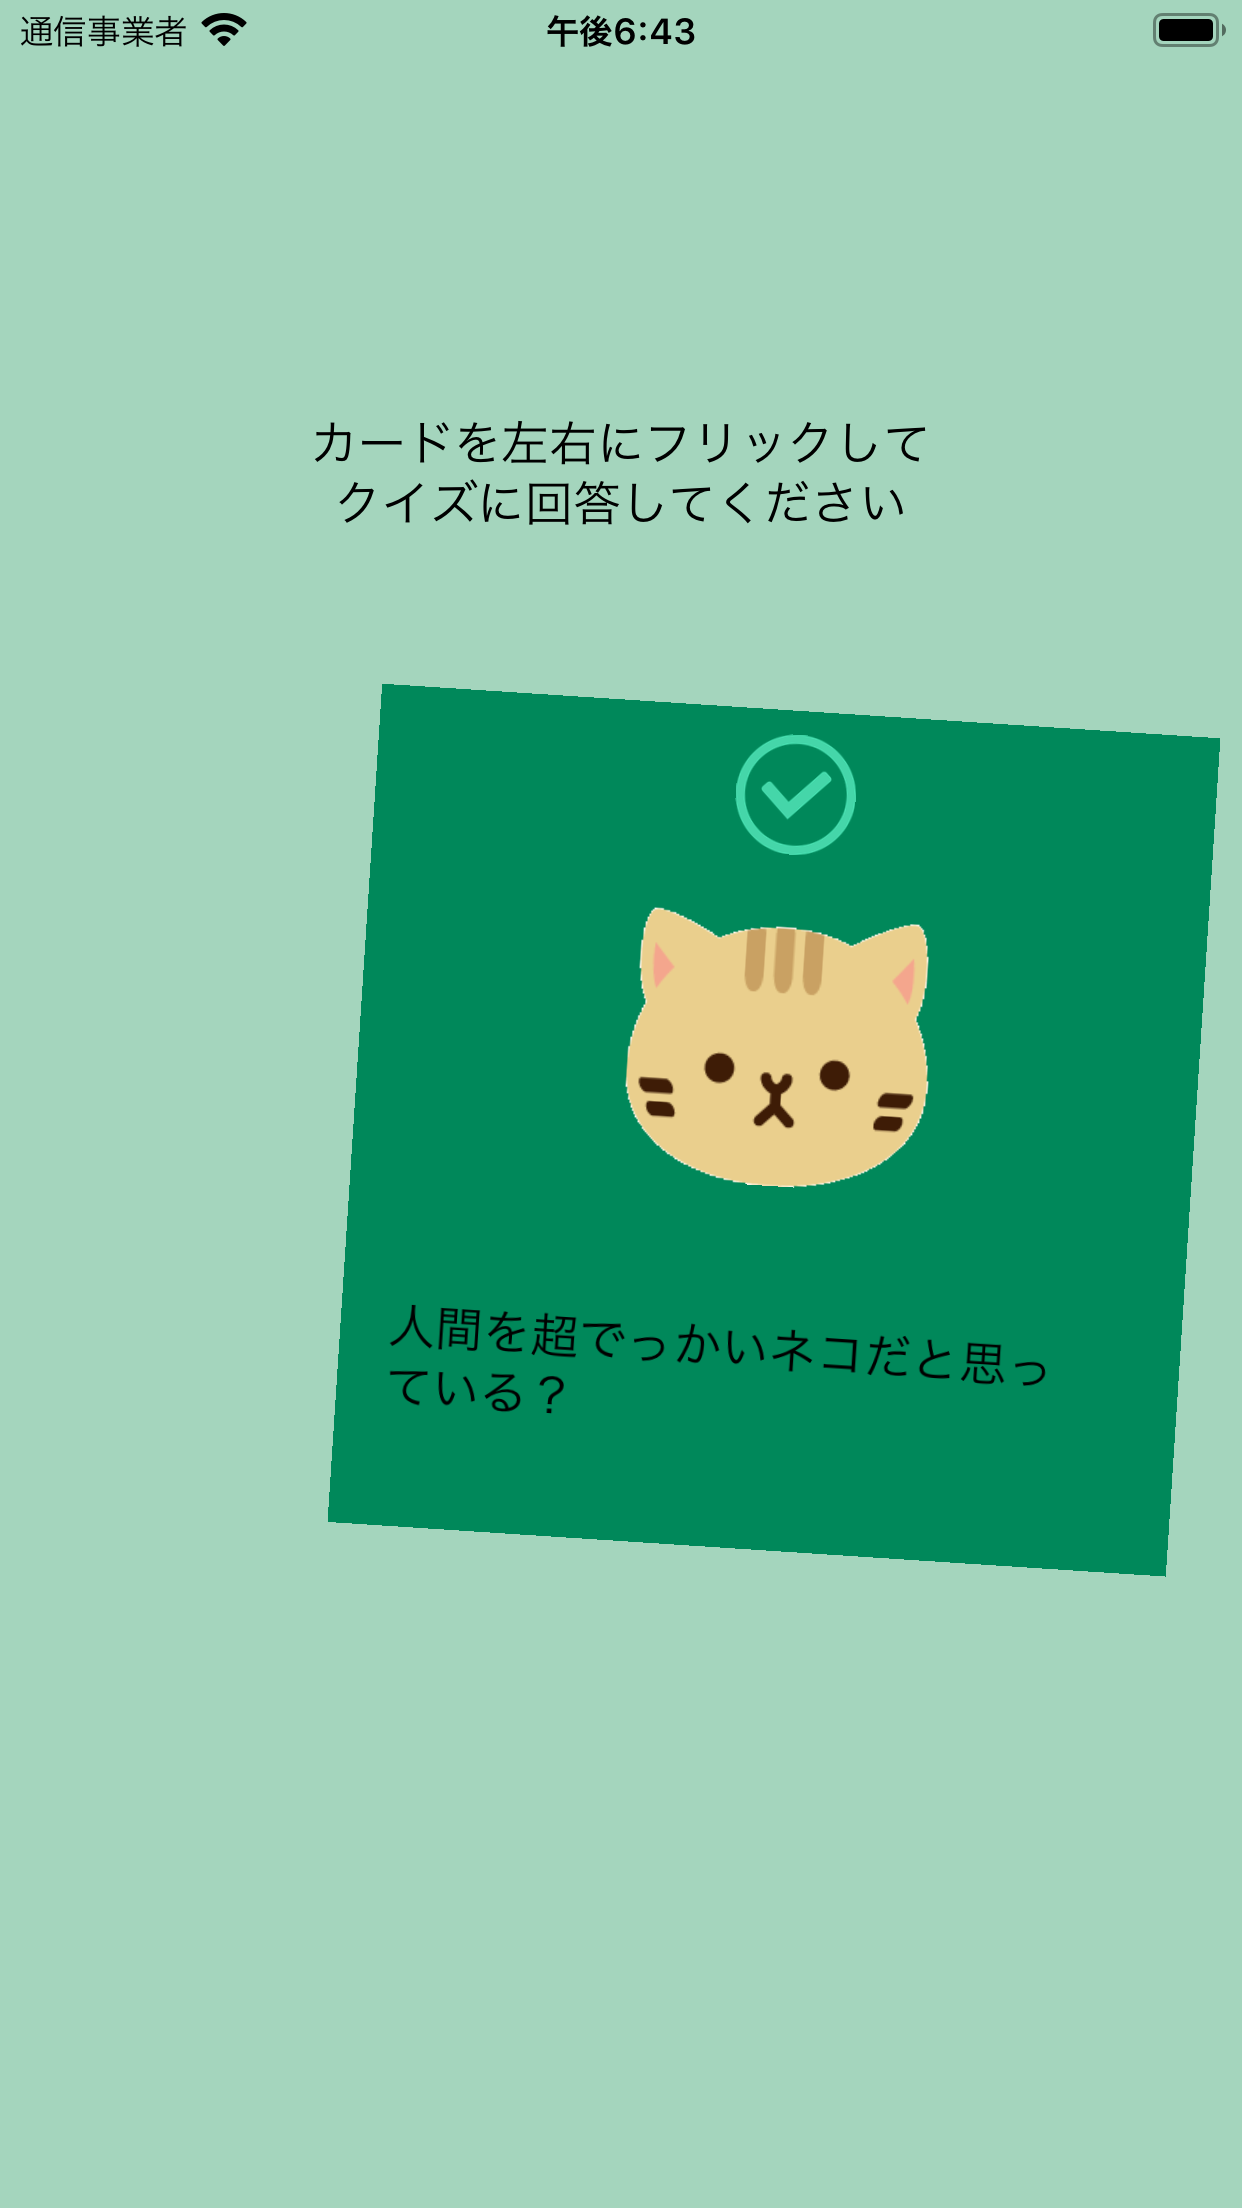 通信事業者
午後6:43
カードを左右にフリックして
クイズに回答してください
人間を超でっかいネコだと思っ
ている？